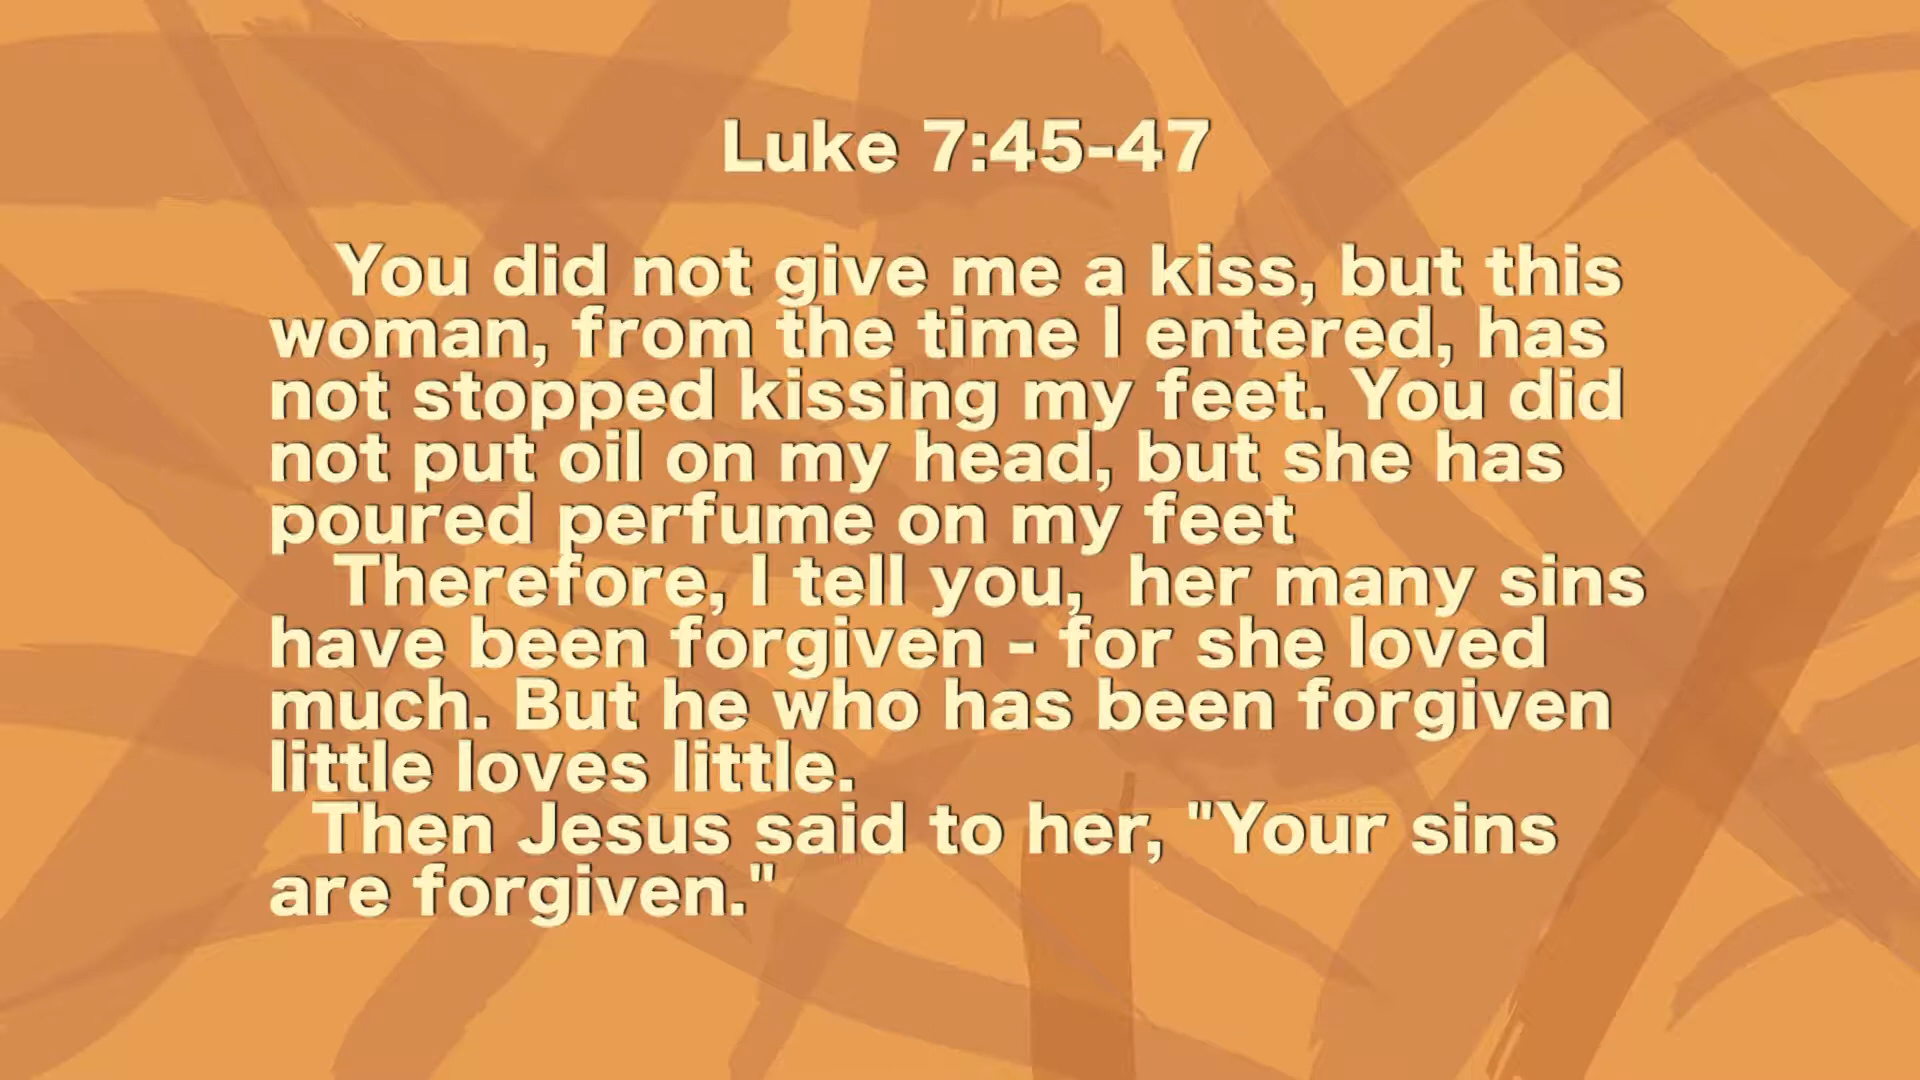 Luke 7:45-47
You did not give me a kiss, but this
woman, from the time I entered, has
not stopped kissing my feet. You did
not put oil on my head, but she has
poured perfume on my feet
Therefore, I tell you,  her many sins
have been forgiven - for she loved
much. But he who has been forgiven
little loves little.
Then Jesus said to her, "Your sins
are forgiven."